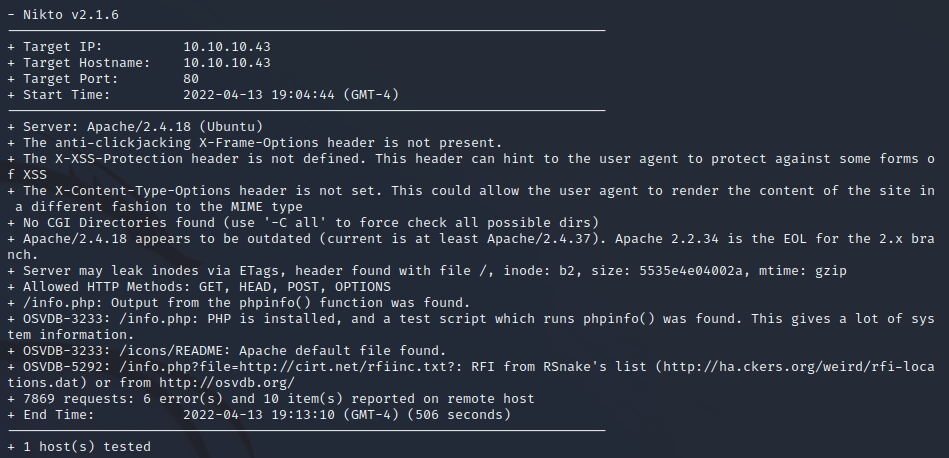 - Nikto v2.1.6
---------------------------------------------------------------------------
+ Target IP:          10.10.10.43
+ Target Hostname:    10.10.10.43
+ Target Port:        80
+ Start Time:         2022-04-13 19:04:44 (GMT-4)
---------------------------------------------------------------------------
+ Server: Apache/2.4.18 (Ubuntu)
+ The anti-clickjacking X-Frame-Options header is not present.
+ The X-XSS-Protection header is not defined. This header can hint to the user agent to protect against some forms o
f XSS
+ The X-Content-Type-Options header is not set. This could allow the user agent to render the content of the site in
 a different fashion to the MIME type
+ No CGI Directories found (use '-C all' to force check all possible dirs)
+ Apache/2.4.18 appears to be outdated (current is at least Apache/2.4.37). Apache 2.2.34 is the EOL for the 2.x bra
nch.
+ Server may leak inodes via ETags, header found with file /, inode: b2, size: 5535e4e04002a, mtime: gzip
+ Allowed HTTP Methods: GET, HEAD, POST, OPTIONS
+ /info.php: Output from the phpinfo() function was found.
+ OSVDB-3233: /info.php: PHP is installed, and a test script which runs phpinfo() was found. This gives a lot of sys
tem information.
+ OSVDB-3233: /icons/README: Apache default file found.
+ OSVDB-5292: /info.php?file=http://cirt.net/rfiinc.txt?: RFI from RSnake's list (http://ha.ckers.org/weird/rfi-loca
tions.dat) or from http://osvdb.org/
+ 7869 requests: 6 error(s) and 10 item(s) reported on remote host
+ End Time:           2022-04-13 19:13:10 (GMT-4) (506 seconds)
---------------------------------------------------------------------------
+ 1 host(s) tested